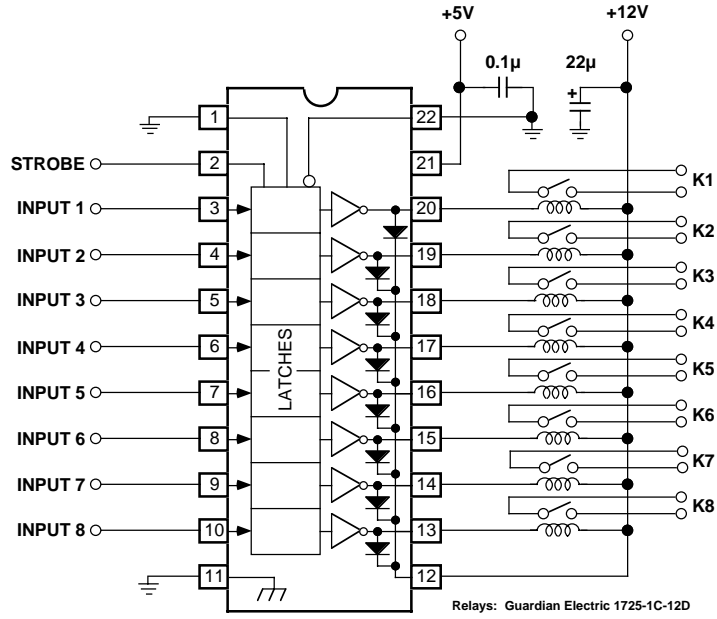 +5V
+12V
0.1µ
22µ
+
1
22
STROBE
2
21
INPUT 1
3
20
K1
INPUT 2
4
19
K2
INPUT 3
5
18
K3
INPUT 4
6
17
K4
LATCHES
INPUT 5
7
16
K5
INPUT 6
8
15
K6
INPUT 7
9
14
K7
INPUT 8
10
13
K8
11
12
Relays: Guardian Electric 1725-1C-12D